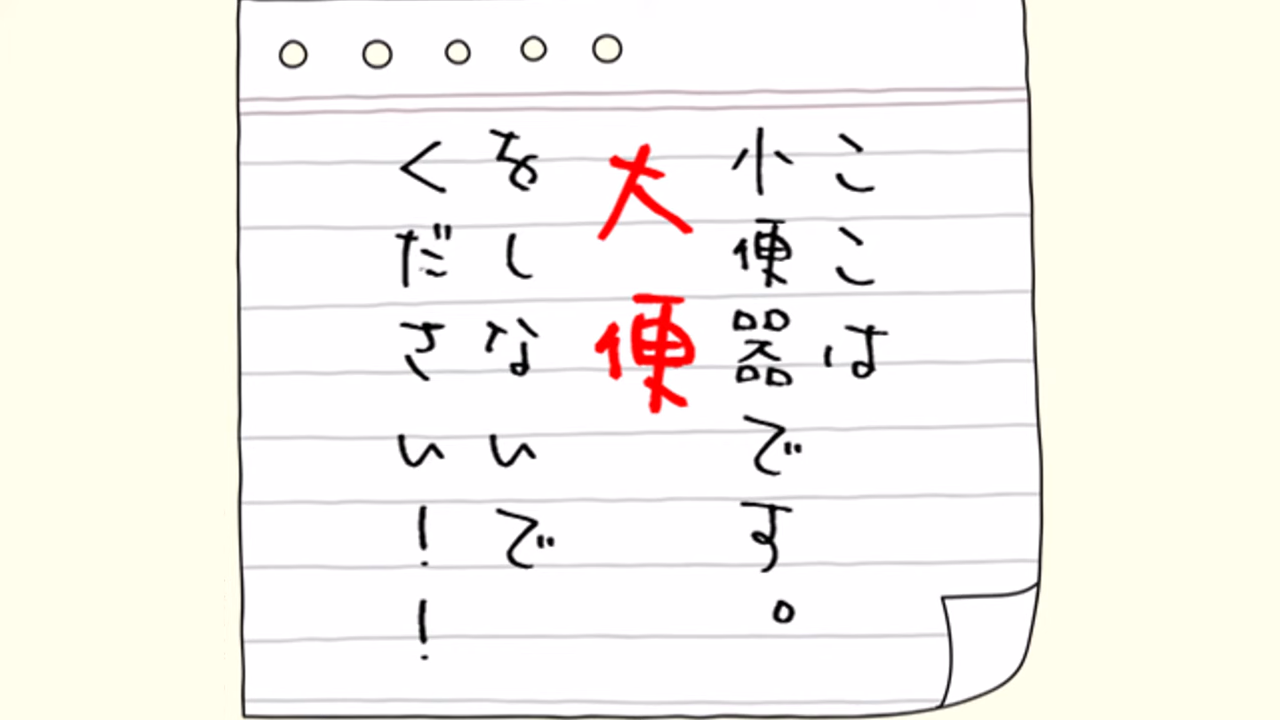 ここは
小便器です。
大便
をしないで
ください!!